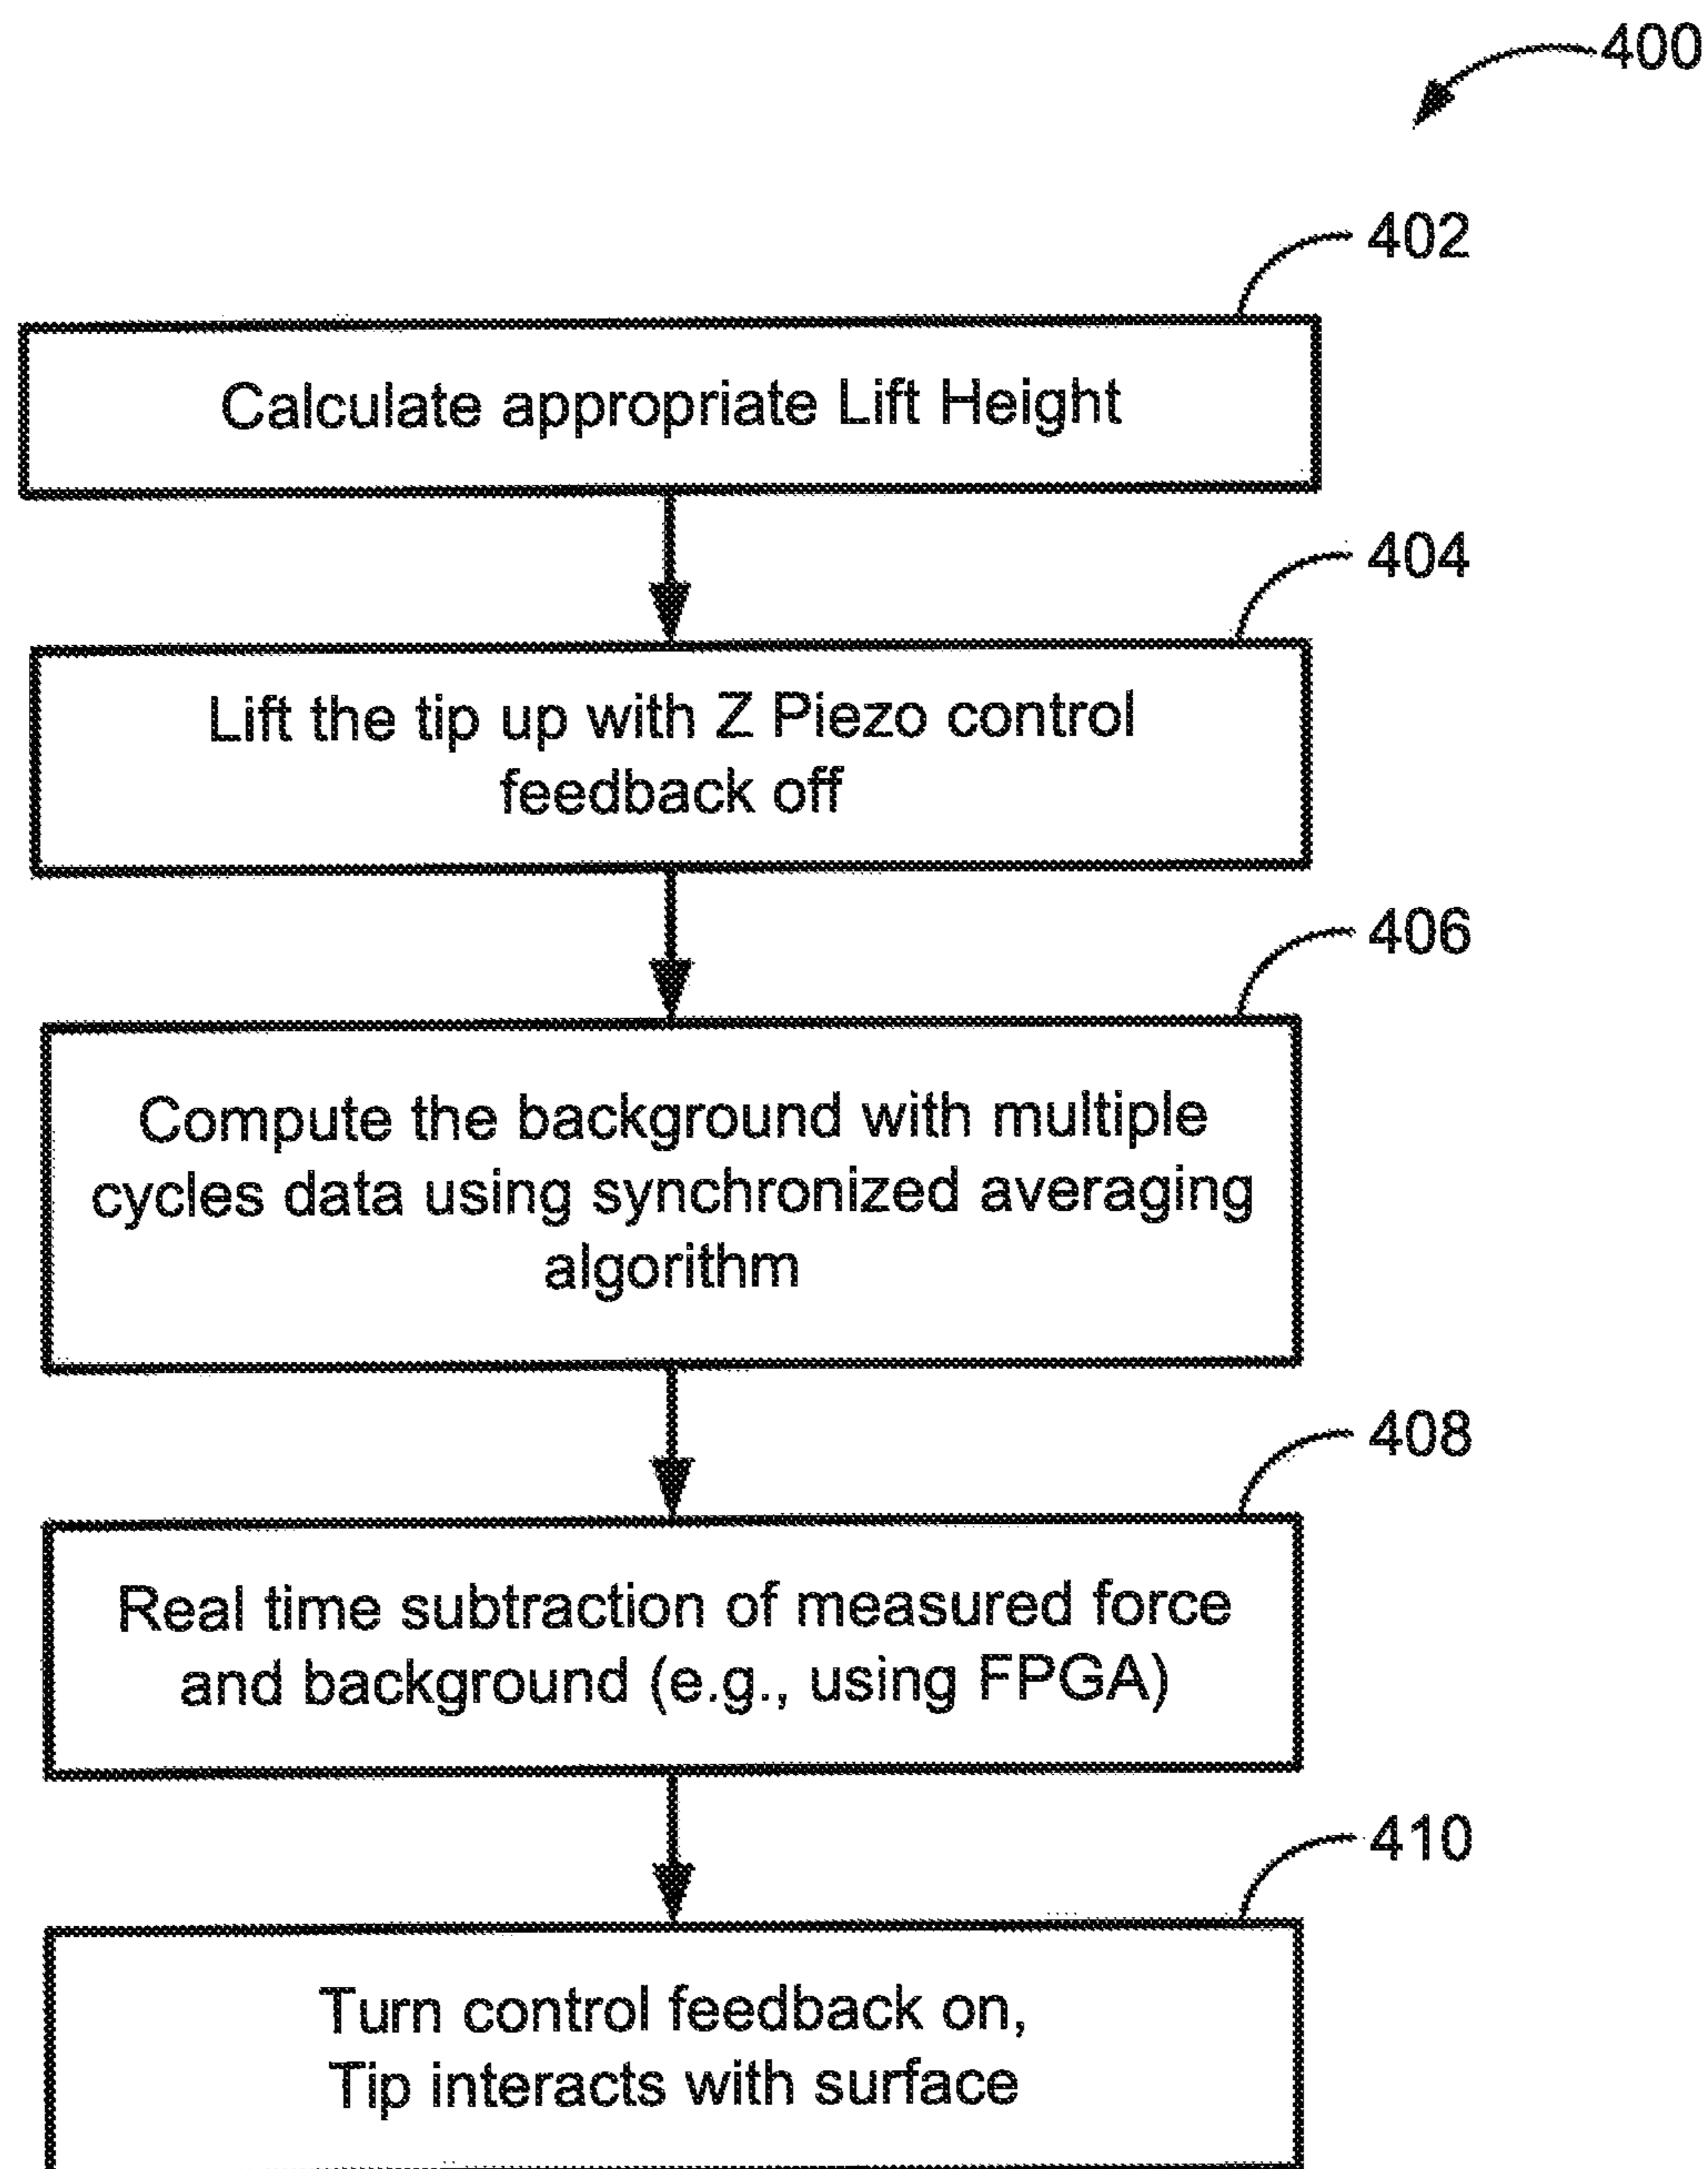 400
402
Calculate appropriate Lift Height
404
Lift the tip up with Z Piezo control
feedback off
406
Compute the background with multiple
cycles data using synchronized averaging
algorithm
408
Real time subtraction of measured force
and background (e.g., using FPGA)
410
Turn control feedback on,
Tip interacts with surface